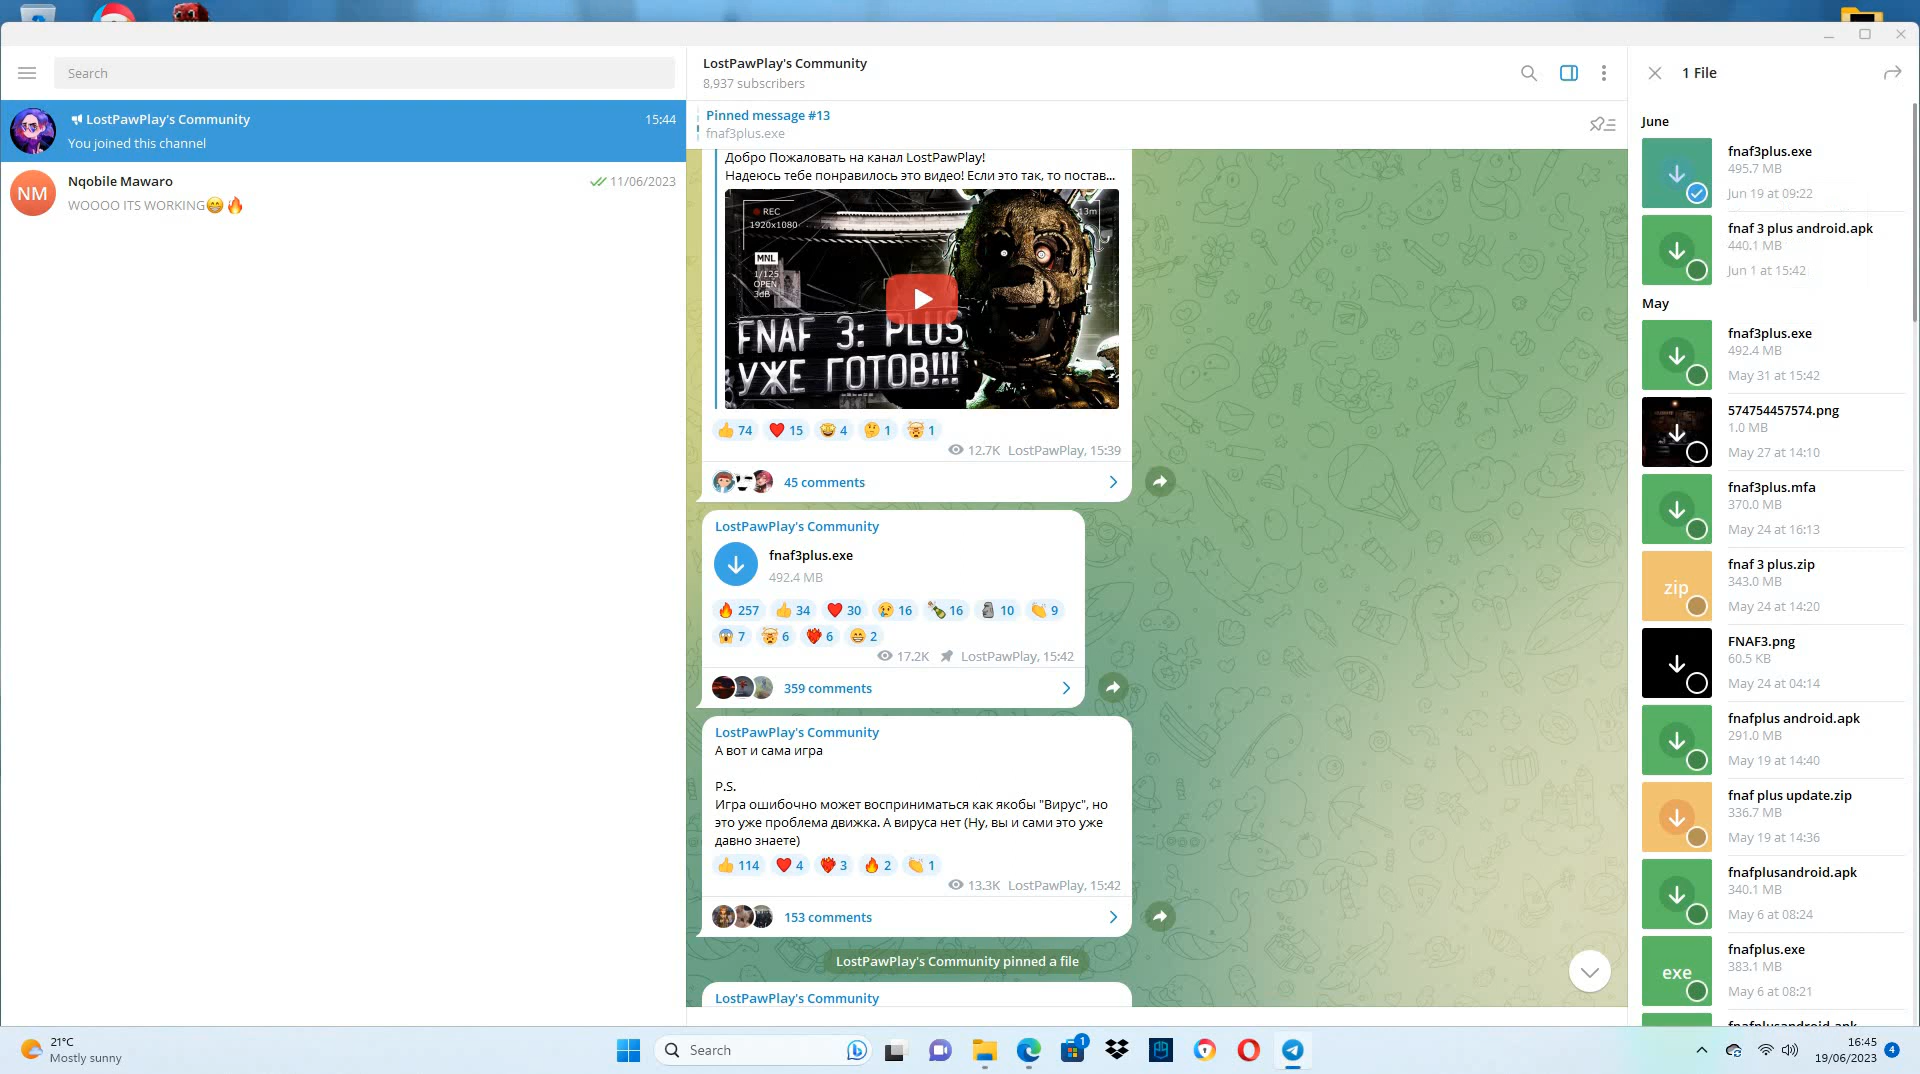 Search
LostPawPlay's Community
15:44
You joined this channel
NM
Nqobile Mawaro
11/06/2023
WOOOO ITS WORKING😁🔥
LostPawPlay's Community
8,937 subscribers
Pinned message #13
fnaf3plus.exe
Добро Пожаловать на канал LostPawPlay!
Надеюсь тебе понравилось это видео! Если это так, то постав...
REC
1920x1080
13m
MNL
1/125
OPEN
3dB
FNAF 3: PLUS
УЖЕ ГОТОВ!!!
👍 74 ❤️ 15 🤩 4 🤔 1 🤯 1
12.7K LostPawPlay, 15:39
45 comments
LostPawPlay's Community
fnaf3plus.exe
492.4 MB
🔥 257 👍 34 ❤️ 30 😢 16 🍾 16 🗿 10 👏 9
😱 7 🤯 6 ❤️‍🔥 6 😁 2
17.2K LostPawPlay, 15:42
359 comments
LostPawPlay's Community
А вот и сама игра
P.S.
Игра ошибочно может восприниматься как якобы "Вирус", но
это уже проблема движка. А вируса нет (Ну, вы и сами это уже
давно знаете)
👍 114 ❤️ 4 ❤️‍🔥 3 🔥 2 👏 1
13.3K LostPawPlay, 15:42
153 comments
LostPawPlay's Community pinned a file
LostPawPlay's Community
1 File
June
fnaf3plus.exe
495.7 MB
Jun 19 at 09:22
fnaf 3 plus android.apk
440.1 MB
Jun 1 at 15:42
May
fnaf3plus.exe
492.4 MB
May 31 at 15:42
574754457574.png
1.0 MB
May 27 at 14:10
fnaf3plus.mfa
370.0 MB
May 24 at 16:13
zip
fnaf 3 plus.zip
343.0 MB
May 24 at 14:20
FNAF3.png
60.5 KB
May 24 at 04:14
fnafplus android.apk
291.0 MB
May 19 at 14:40
fnaf plus update.zip
336.7 MB
May 19 at 14:36
fnafplusandroid.apk
340.1 MB
May 6 at 08:24
exe
fnafplus.exe
383.1 MB
May 6 at 08:21
fnafplusandroid.apk
21°C
Mostly sunny
Search
1
16:45
19/06/2023
4